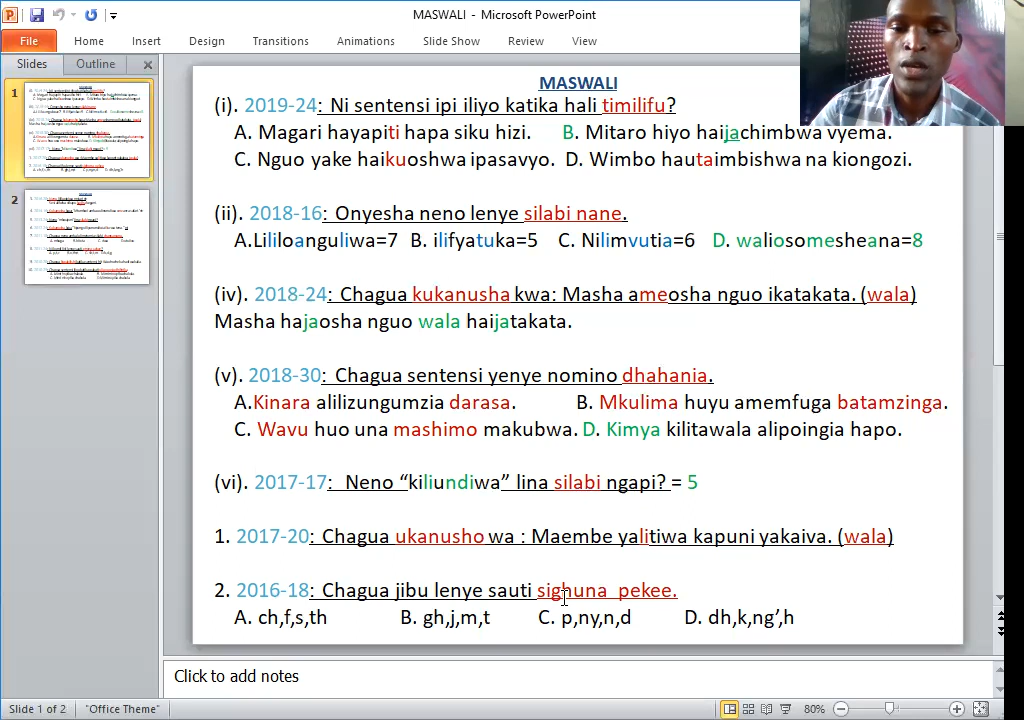 MASWALI - Microsoft PowerPoint
File Home Insert Design Transitions Animations Slide Show Review View
Slides Outline
1
2
MASWALI
(i). 2019-24: Ni sentensi ipi iliyo katika hali timilifu?
A. Magari hayapiti hapa siku hizi. B. Mitaro hiyo haijachimbwa vyema.
C. Nguo yake haikuoshwa ipasavyo. D. Wimbo hautaimbishwa na kiongozi.
(ii). 2018-16: Onyesha neno lenye silabi nane.
A.Lililoanguliwa=7 B. ilifyatuka=5 C. Nilimvutia=6 D. waliosomesheana=8
(iv). 2018-24: Chagua kukanusha kwa: Masha ameosha nguo ikatakata. (wala)
Masha hajaosha nguo wala haijatakata.
(v). 2018-30: Chagua sentensi yenye nomino dhahania.
A.Kinara alilizungumzia darasa. B. Mkulima huyu amemfuga batamzinga.
C. Wavu huo una mashimo makubwa. D. Kimya kilitawala alipoingia hapo.
(vi). 2017-17: Neno “kiliundiwa” lina silabi ngapi? = 5
1. 2017-20: Chagua ukanusho wa : Maembe yalitiwa kapuni yakaiva. (wala)
2. 2016-18: Chagua jibu lenye sauti sighuna pekee.
A. ch,f,s,th B. gh,j,m,t C. p,ny,n,d D. dh,k,ng’,h
Click to add notes
Slide 1 of 2 "Office Theme" 80%